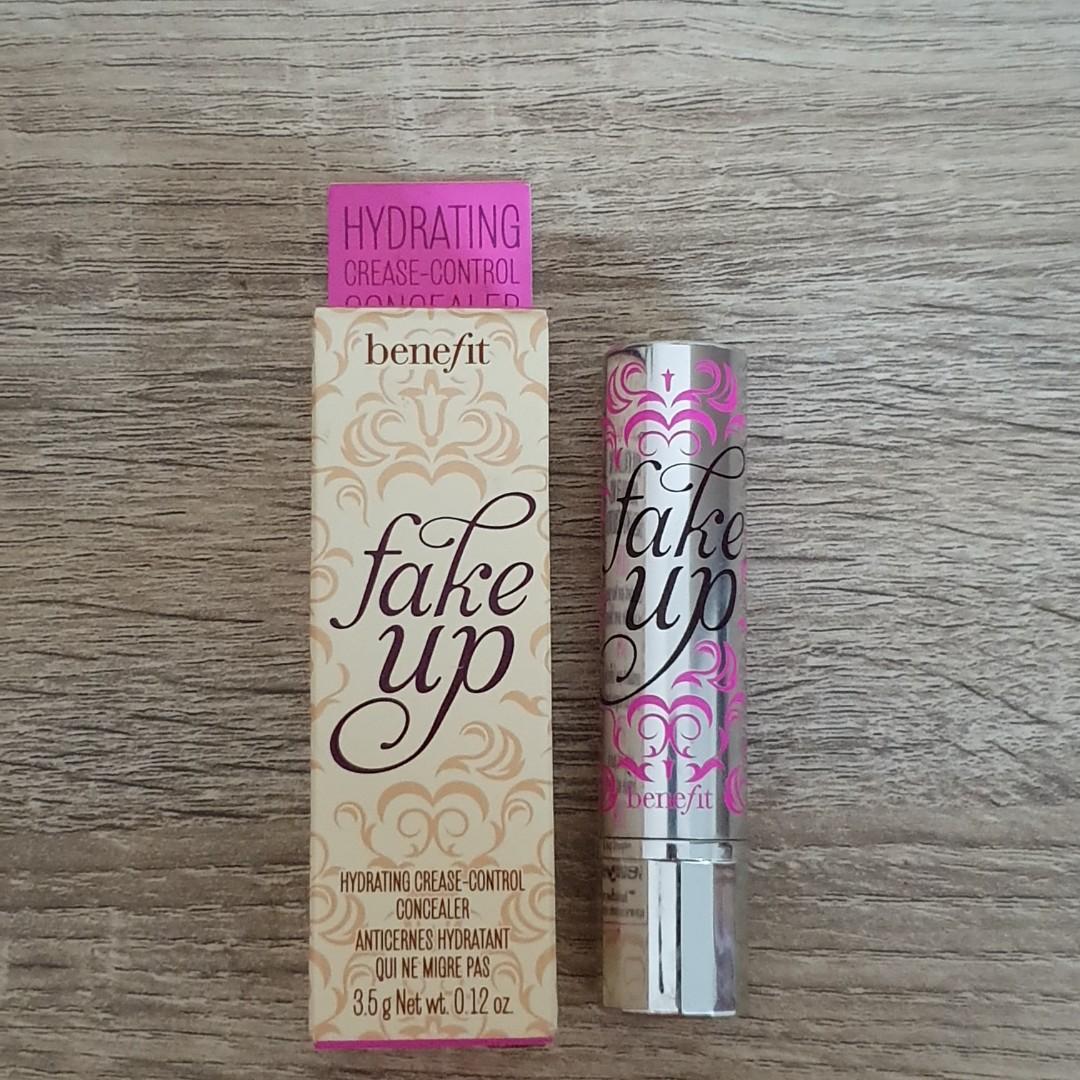 HYDRATING
CREASE-CONTROL
CONCEALER
benefit
fake
up
HYDRATING CREASE-CONTROL
CONCEALER
ANTICERNES HYDRATANT
QUI NE MIGRE PAS
3.5 g Net wt. 0.12 oz.
fake
up
benefit